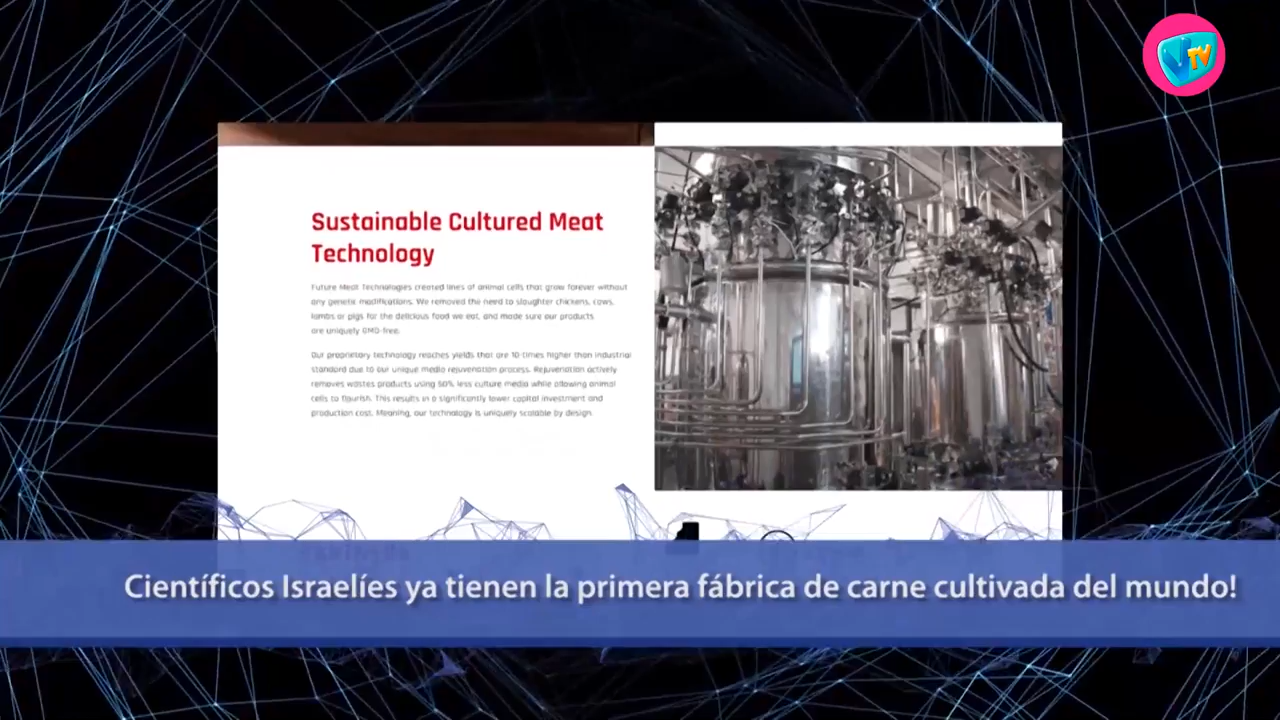 VTV
Sustainable Cultured Meat
Technology
Future Meat Technologies created lines of animal cells that grow forever without
any genetic modifications. We removed the need to slaughter chickens, cows,
lambs or pigs for the delicious food we eat, and made sure our products
are uniquely GMO-free.
Our proprietary technology reaches yields that are 10-times higher than industrial
standard due to our unique media rejuvenation process. Rejuvenation actively
removes wastes products using 60% less culture media while allowing animal
cells to flourish. This results in a significantly lower capital investment and
production cost. Meaning, our technology is uniquely scalable by design.
Científicos Israelíes ya tienen la primera fábrica de carne cultivada del mundo!